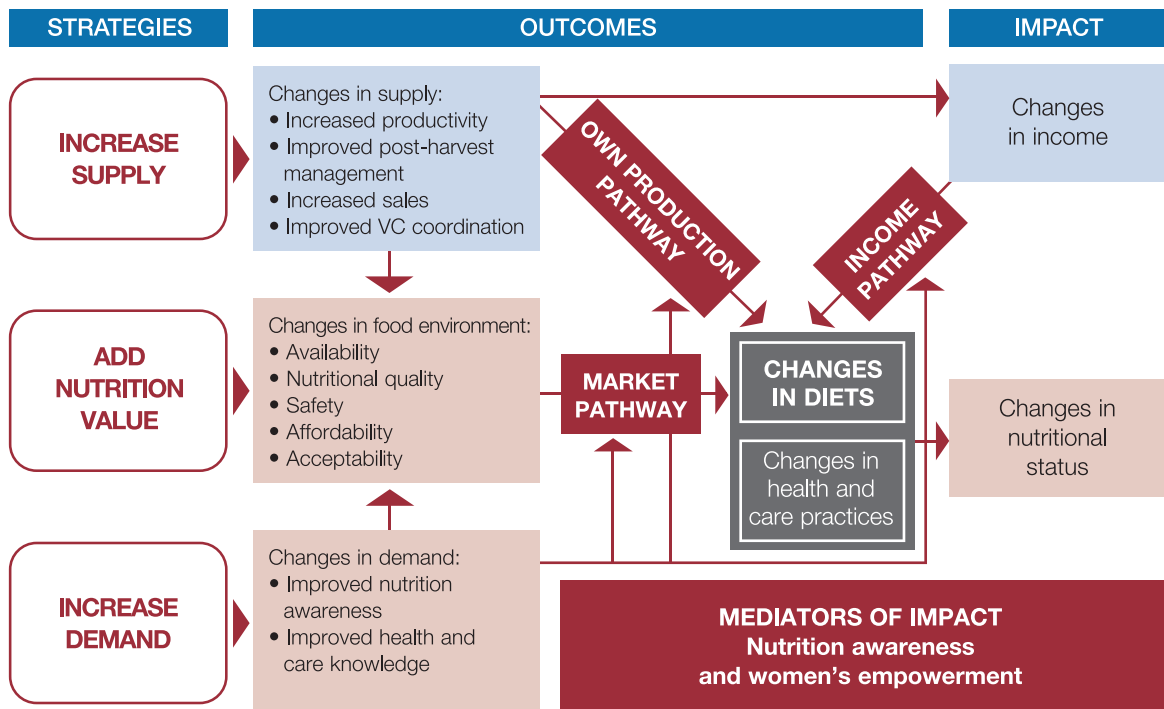 STRATEGIES
OUTCOMES
IMPACT
INCREASE
SUPPLY
Changes in supply:
• Increased productivity
• Improved post-harvest
management
• Increased sales
• Improved VC coordination
OWN PRODUCTION
PATHWAY
INCOME
PATHWAY
Changes
in income
ADD
NUTRITION
VALUE
Changes in food environment:
• Availability
• Nutritional quality
• Safety
• Affordability
• Acceptability
MARKET
PATHWAY
CHANGES
IN DIETS
Changes in
health and
care practices
Changes in
nutritional
status
INCREASE
DEMAND
Changes in demand:
• Improved nutrition
awareness
• Improved health and
care knowledge
MEDIATORS OF IMPACT
Nutrition awareness
and women’s empowerment